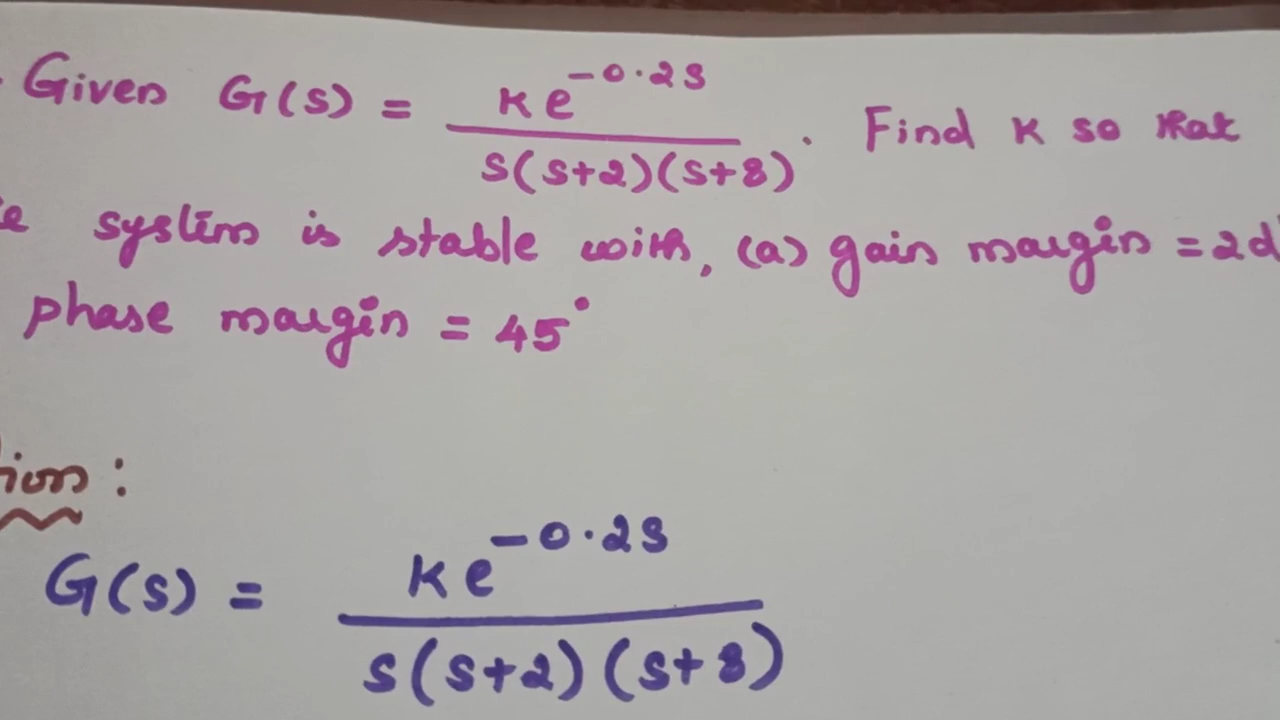 Given G(s) = ke^{-0.2s} / s(s+2)(s+8). Find K so that
system is stable with, (a) gain margin = 2d
phase margin = 45°
tion:
G(s) = ke^{-0.2s} / s(s+2)(s+8)